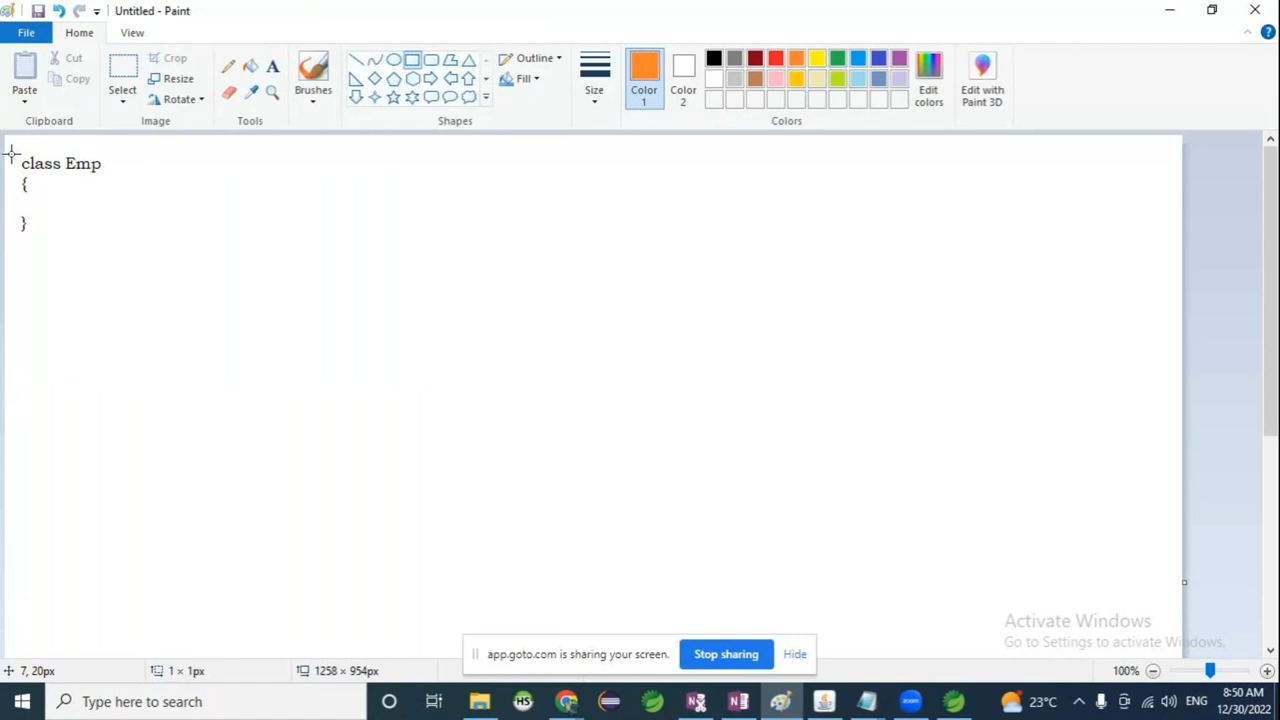 Untitled - Paint
File
Home
View
Paste
Cut
Copy
Clipboard
Select
Crop
Resize
Rotate
Image
A
Tools
Brushes
Outline
Fill
Shapes
Size
Color 1
Color 2
Edit colors
Colors
Edit with Paint 3D
class Emp
{
}
Activate Windows
Go to Settings to activate Windows.
app.goto.com is sharing your screen.
Stop sharing
Hide
7, 20px
1 × 1px
1258 × 954px
100%
Type here to search
HS
N
23°C
ENG
8:50 AM
12/30/2022